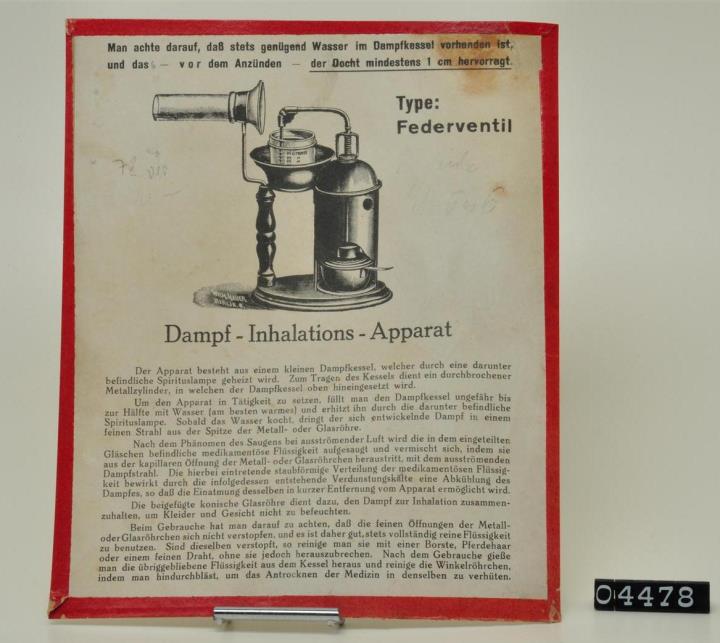 Man achte darauf, daß stets genügend Wasser im Dampfkessel vorhanden ist,
und das — vor dem Anzünden — der Docht mindestens 1 cm hervorragt.
Type:
Federventil
Dampf - Inhalations - Apparat
Der Apparat besteht aus einem kleinen Dampfkessel, welcher durch eine darunter
befindliche Spirituslampe geheizt wird. Zum Tragen des Kessels dient ein durchbrochener
Metallzylinder, in welchen der Dampfkessel oben hineingesetzt wird.
Um den Apparat in Tätigkeit zu setzen, füllt man den Dampfkessel ungefähr bis
zur Hälfte mit Wasser (am besten warmes) und erhitzt ihn durch die darunter befindliche
Spirituslampe. Sobald das Wasser kocht, dringt der sich entwickelnde Dampf in einem
feinen Strahl aus der Spitze der Metall- oder Glasröhre.
Nach dem Phänomen des Saugens bei ausströmender Luft wird die in dem eingeteilten
Gläschen befindliche medikamentöse Flüssigkeit aufgesaugt und vermischt sich, indem sie
aus der kapillaren Öffnung der Metall- oder Glasröhrchen heraustritt, mit dem ausströmenden
Dampfstrahl. Die hierbei eintretende staubförmige Verteilung der medikamentösen Flüssig-
keit bewirkt durch die infolgedessen entstehende Verdunstungskälte eine Abkühlung des
Dampfes, so daß die Einatmung desselben in kurzer Entfernung vom Apparat ermöglicht wird.
Die beigefügte konische Glasröhre dient dazu, den Dampf zur Inhalation zusammen-
zuhalten, um Kleider und Gesicht nicht zu befeuchten.
Beim Gebrauche hat man darauf zu achten, daß die feinen Öffnungen der Metall-
oder Glasröhrchen sich nicht verstopfen, und es ist daher gut, stets vollständig reine Flüssigkeit
zu benutzen. Sind dieselben verstopft, so reinige man sie mit einer Borste, Pferdehaar
oder einem feinen Draht, ohne sie jedoch herauszubrechen. Nach dem Gebrauche gieße
man die übriggebliebene Flüssigkeit aus dem Kessel heraus und reinige die Winkelröhrchen,
indem man hindurchbläst, um das Antrocknen der Medizin in denselben zu verhüten.
04478